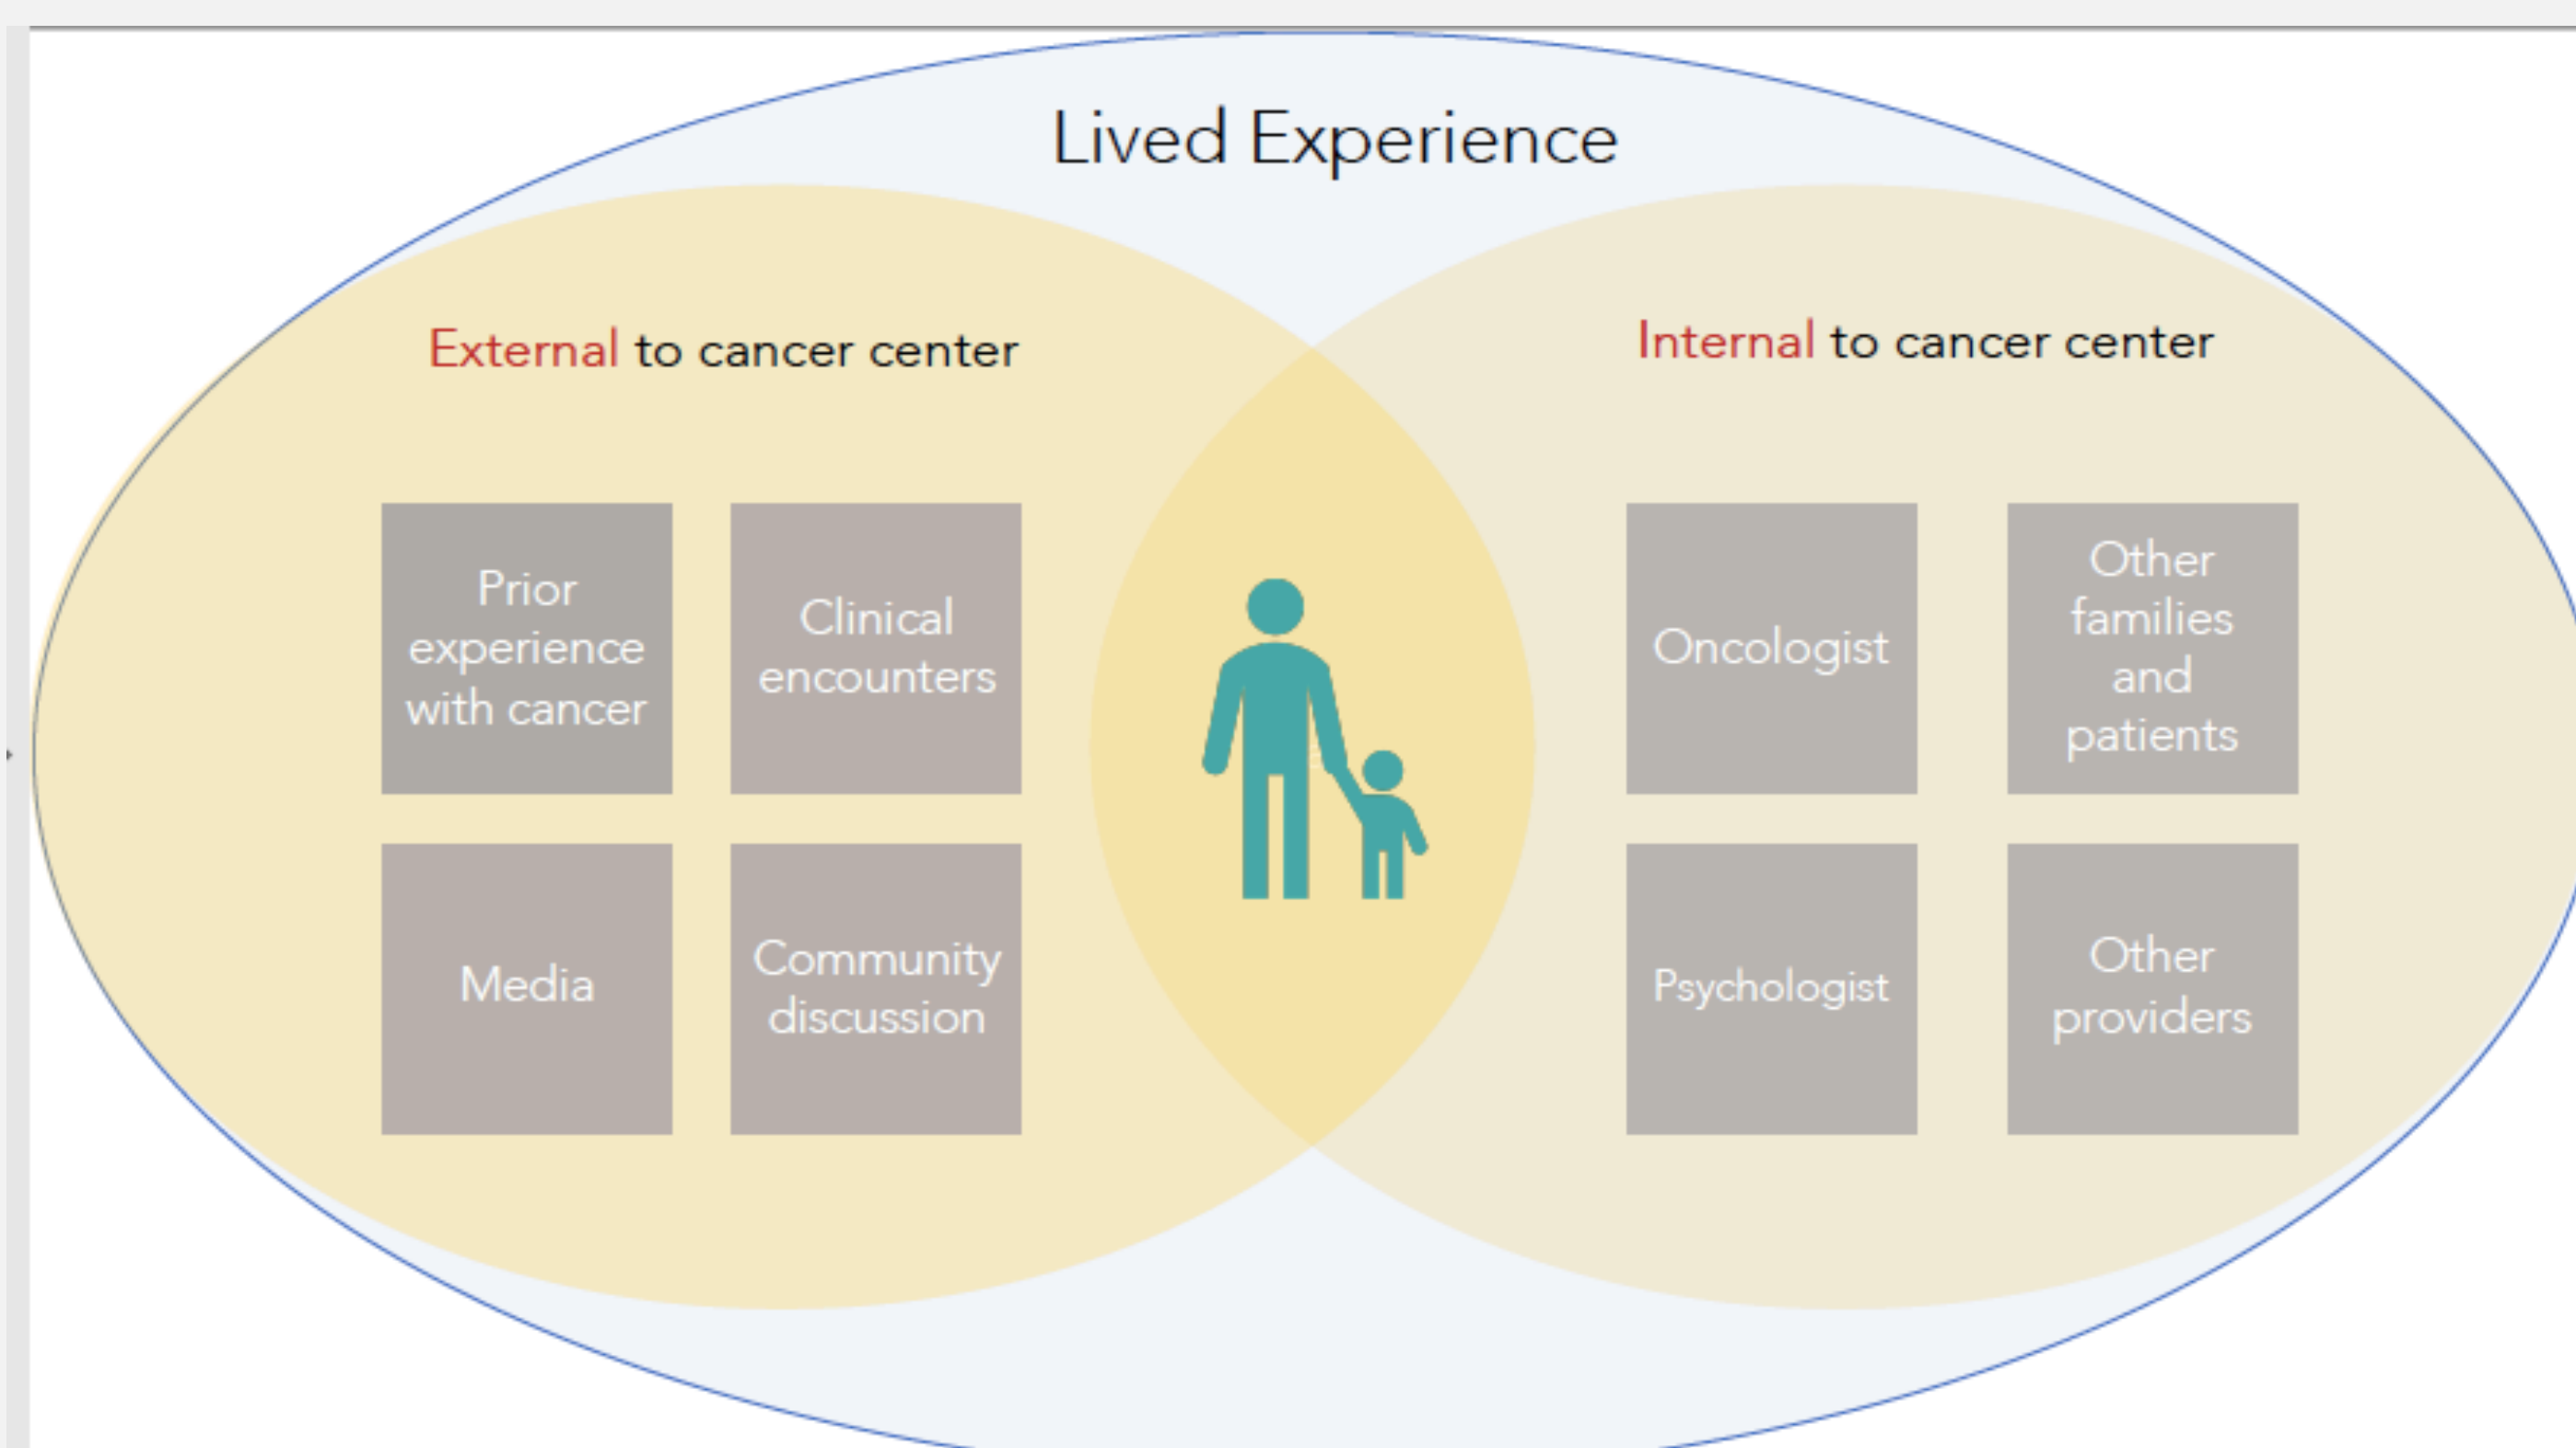 Lived Experience
External to cancer center
Prior
experience
with cancer
Clinical
encounters
Media
Community
discussion
Internal to cancer center
Oncologist
Other
families
and
patients
Psychologist
Other
providers